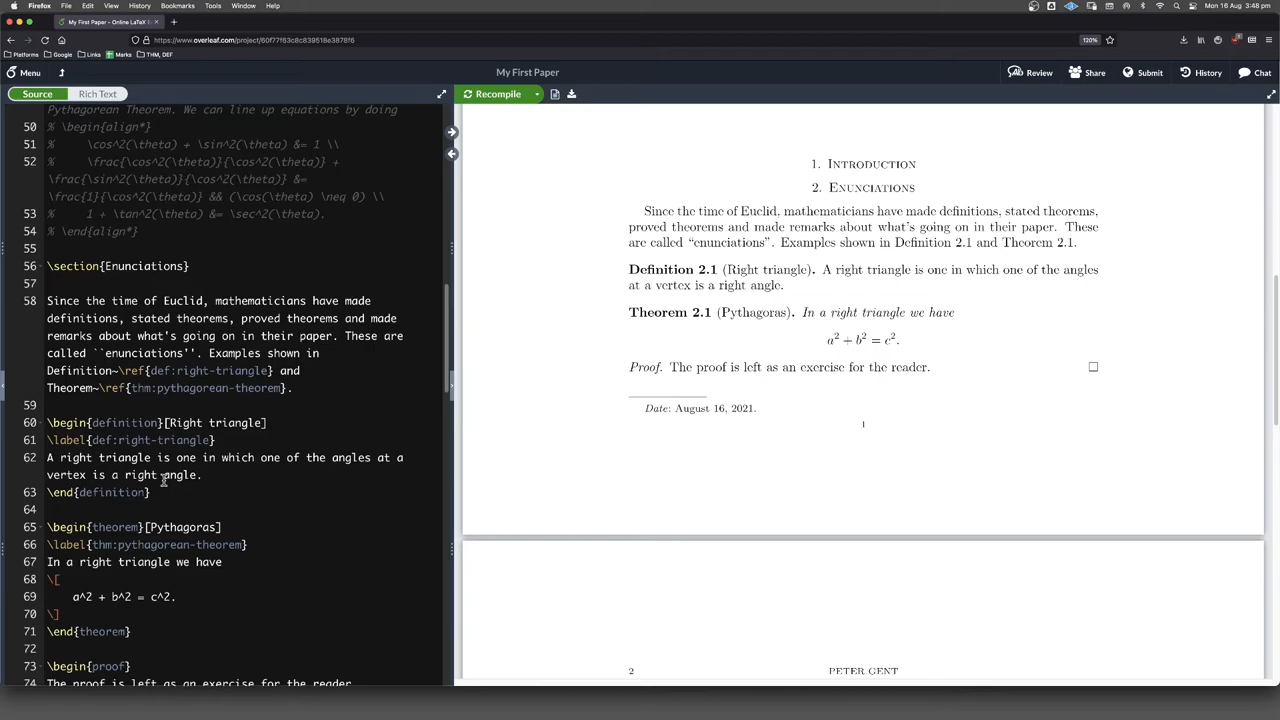 Firefox File Edit View History Bookmarks Tools Window Help
Mon 16 Aug 3:48 pm
My First Paper - Online LaTeX E
https://www.overleaf.com/project/60f77f63c8c839518e3878f6
120%
Platforms Google Links Marks THM, DEF
Menu
My First Paper
Review Share Submit History Chat
Source Rich Text
Recompile
Pythagorean Theorem. We can line up equations by doing
50 % \begin{align*}
51 %     \cos^2(\theta) + \sin^2(\theta) &= 1 \\
52 %     \frac{\cos^2(\theta)}{\cos^2(\theta)} +
\frac{\sin^2(\theta)}{\cos^2(\theta)} &=
\frac{1}{\cos^2(\theta)} && (\cos(\theta) \neq 0) \\
53 %     1 + \tan^2(\theta) &= \sec^2(\theta).
54 % \end{align*}
55
56 \section{Enunciations}
57
58 Since the time of Euclid, mathematicians have made
definitions, stated theorems, proved theorems and made
remarks about what's going on in their paper. These are
called ``enunciations''. Examples shown in
Definition~\ref{def:right-triangle} and
Theorem~\ref{thm:pythagorean-theorem}.
59
60 \begin{definition}[Right triangle]
61 \label{def:right-triangle}
62 A right triangle is one in which one of the angles at a
vertex is a right angle.
63 \end{definition}
64
65 \begin{theorem}[Pythagoras]
66 \label{thm:pythagorean-theorem}
67 In a right triangle we have
68 \[
69     a^2 + b^2 = c^2.
70 \]
71 \end{theorem}
72
73 \begin{proof}
74 The proof is left as an exercise for the reader
1. Introduction
2. Enunciations
Since the time of Euclid, mathematicians have made definitions, stated theorems,
proved theorems and made remarks about what's going on in their paper. These
are called “enunciations”. Examples shown in Definition 2.1 and Theorem 2.1.
Definition 2.1 (Right triangle). A right triangle is one in which one of the angles
at a vertex is a right angle.
Theorem 2.1 (Pythagoras). In a right triangle we have
a² + b² = c².
Proof. The proof is left as an exercise for the reader. □
Date: August 16, 2021.
1
2 PETER GENT